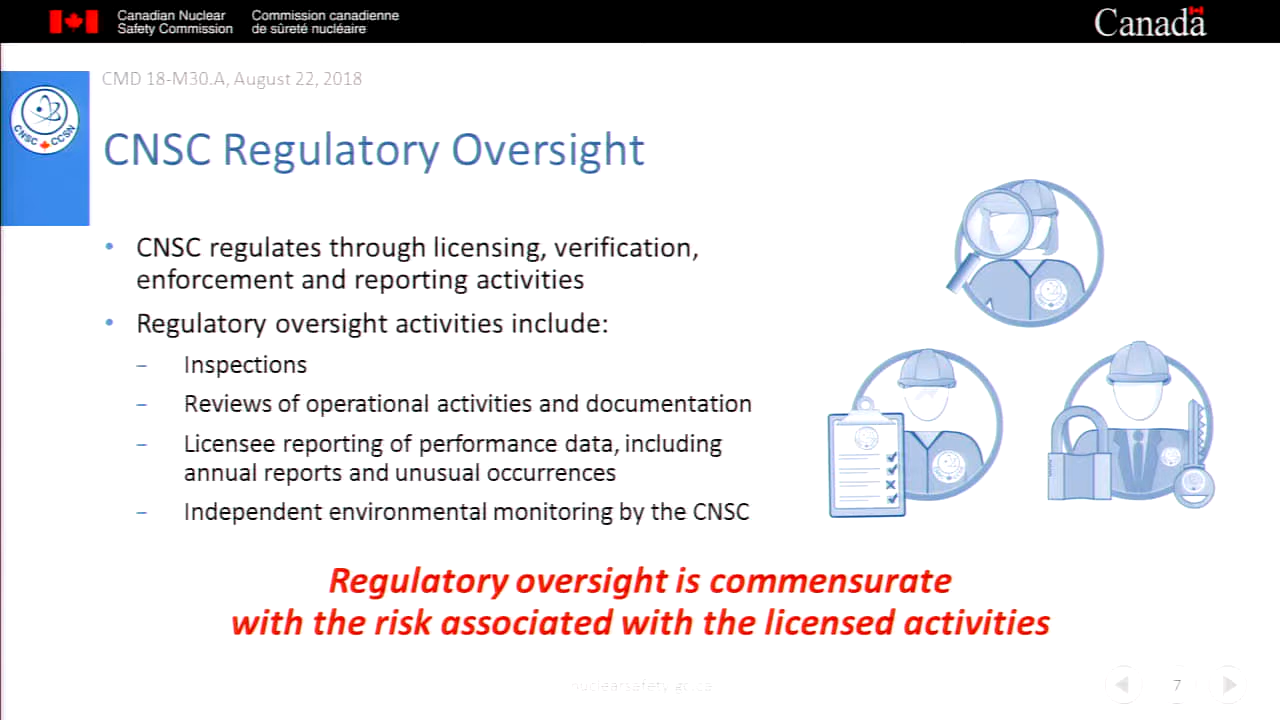 Canadian Nuclear
Safety Commission
Commission canadienne
de sûreté nucléaire
Canada
CMD 18-M30.A, August 22, 2018
CNSC CCSN
CNSC Regulatory Oversight
• CNSC regulates through licensing, verification,
enforcement and reporting activities
• Regulatory oversight activities include:
– Inspections
– Reviews of operational activities and documentation
– Licensee reporting of performance data, including
annual reports and unusual occurrences
– Independent environmental monitoring by the CNSC
Regulatory oversight is commensurate
with the risk associated with the licensed activities
nuclearsafety.gc.ca
7